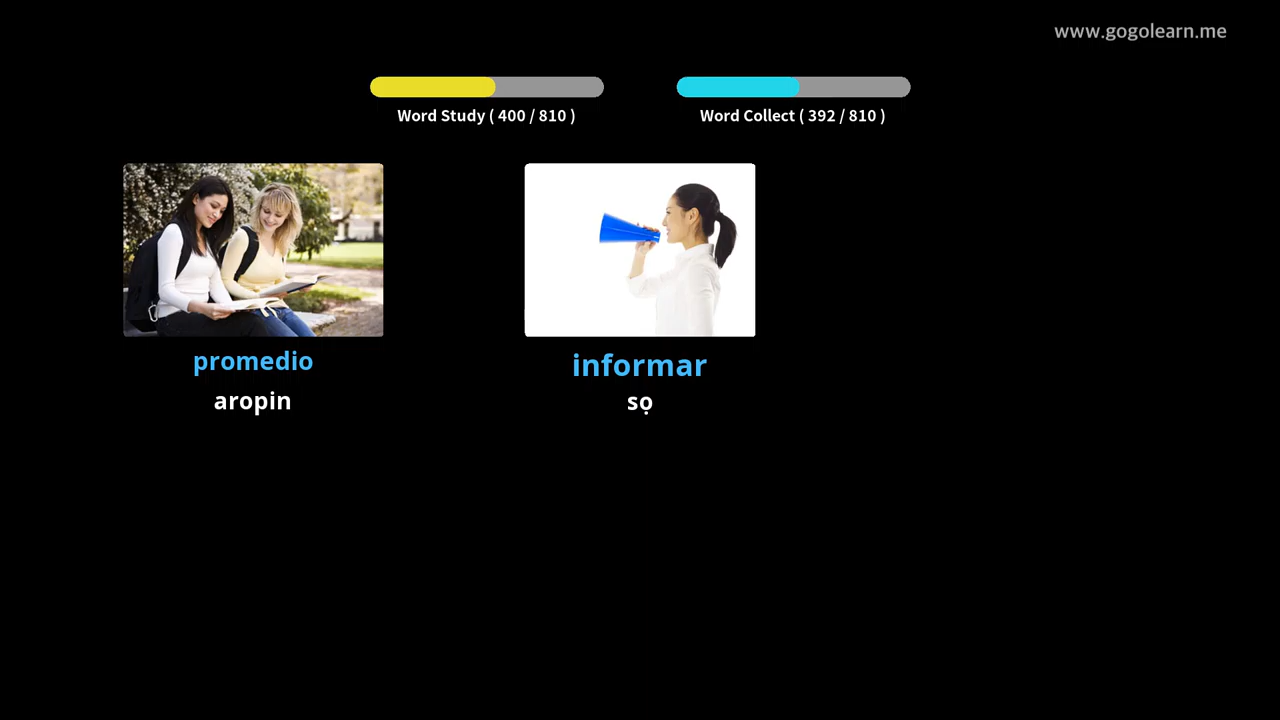 www.gogolearn.me
Word Study ( 400 / 810 )
Word Collect ( 392 / 810 )
promedio
aropin
informar
sọ